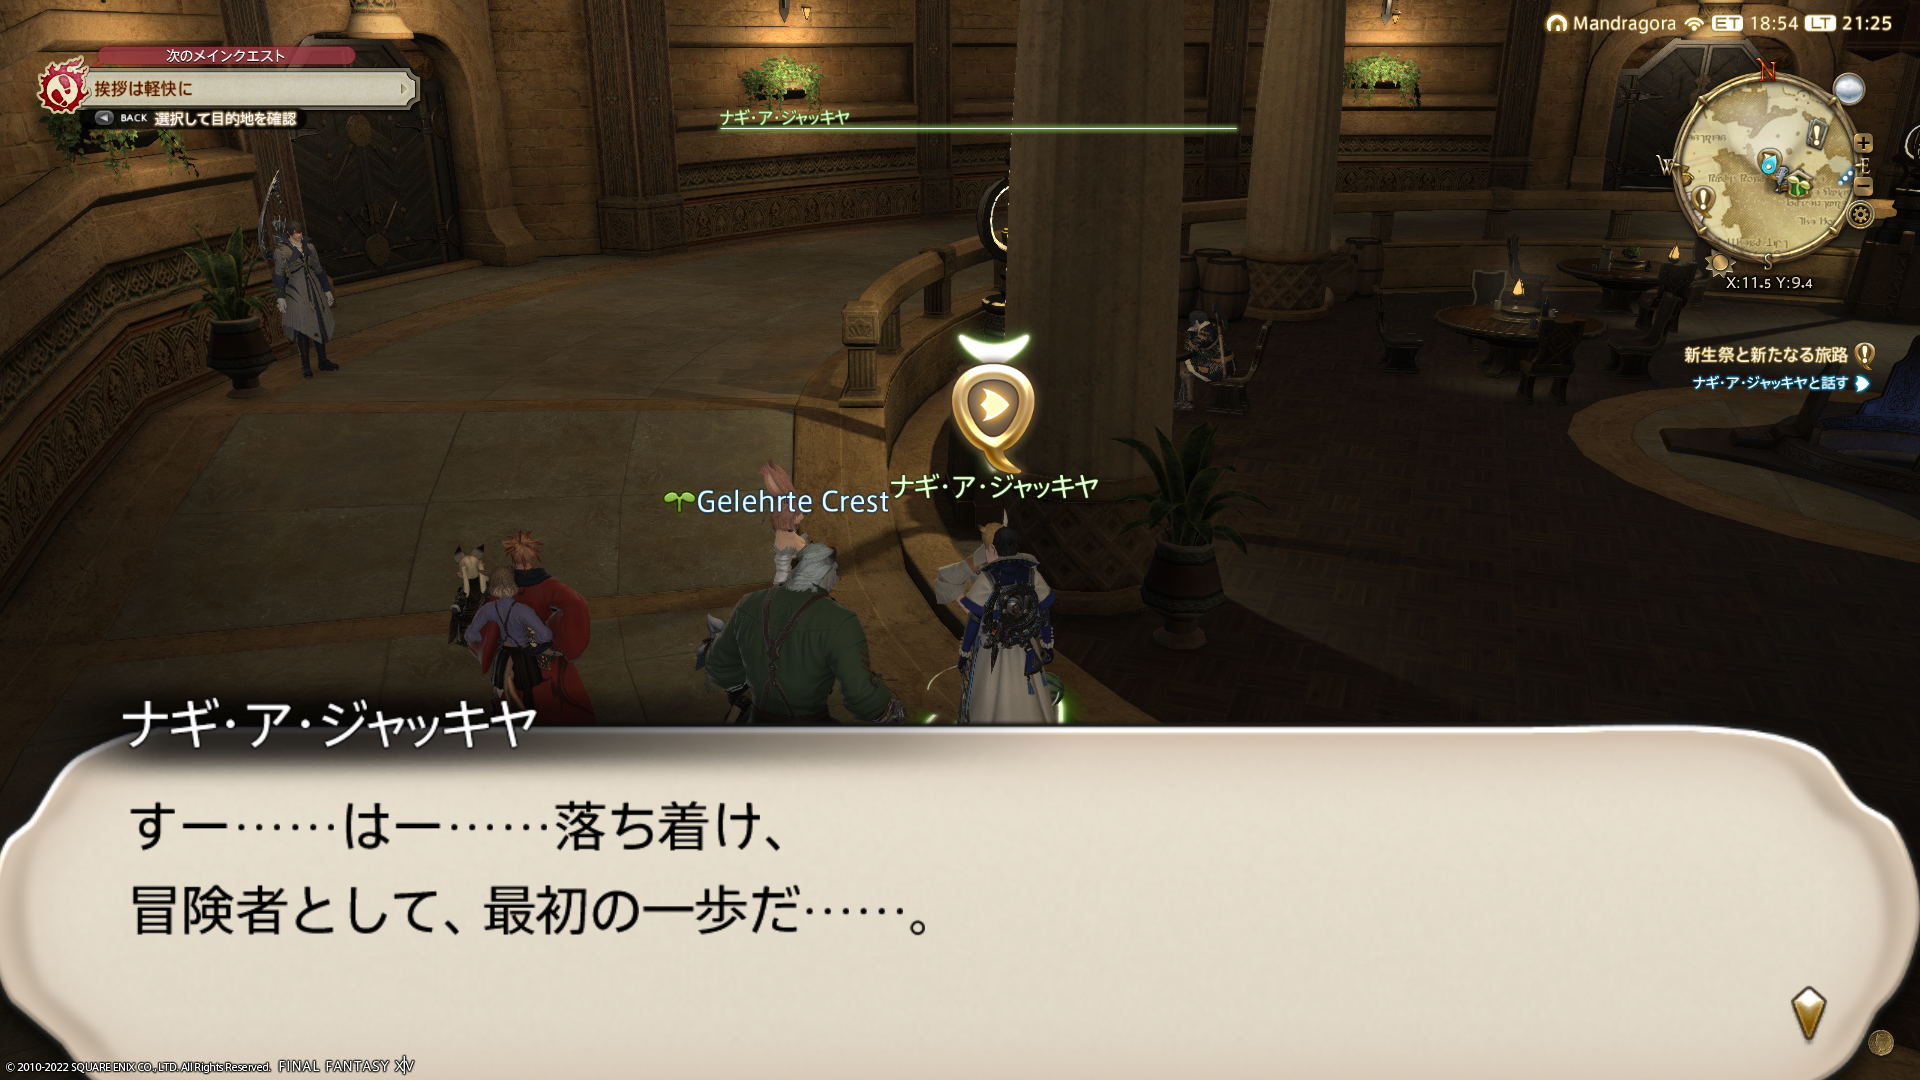 次のメインクエスト
挨拶は軽快に
BACK 選択して目的地を確認
Mandragora ET 18:54 LT 21:25
ナギ・ア・ジャッキヤ
N
W
E
S
X:11.5 Y:9.4
新生祭と新たなる旅路
ナギ・ア・ジャッキヤと話す
ナギ・ア・ジャッキヤ
Gelehrte Crest
ナギ・ア・ジャッキヤ
すー……はー……落ち着け、
冒険者として、最初の一歩だ……。
© 2010-2022 SQUARE ENIX CO., LTD. All Rights Reserved. FINAL FANTASY XIV